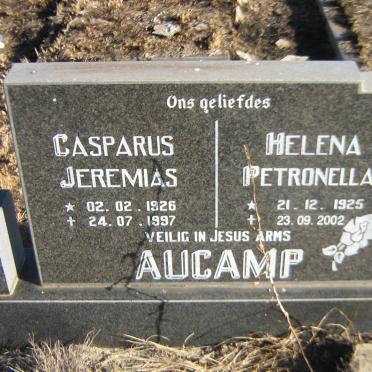 Ons geliefdes
CASPARUS
JEREMIAS
* 02. 02. 1926
+ 24. 07. 1997
HELENA
PETRONELLA
* 21. 12. 1925
+ 23. 09. 2002
VEILIG IN JESUS ARMS
AUCAMP